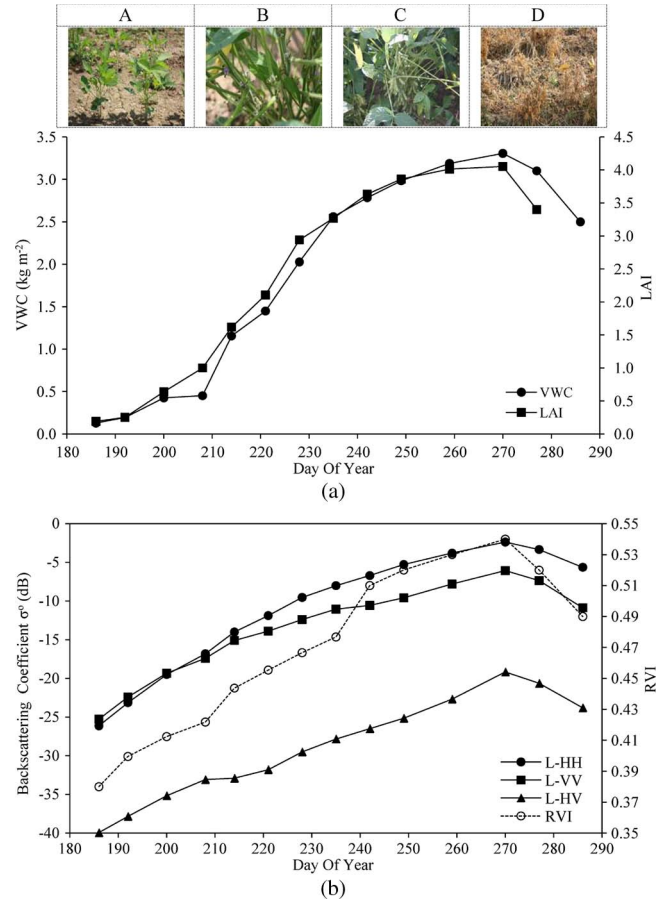 A B C D
3.5 4.5
3.0 4.0
2.5 3.5
2.0 3.0
1.5 2.5
1.0 2.0
0.5 1.5
0.0 1.0
0.5
0.0
VWC (kg m-2)
LAI
VWC
LAI
180 190 200 210 220 230 240 250 260 270 280 290
Day Of Year
(a)
0 0.55
-5 0.53
-10 0.51
-15 0.49
-20 0.47
-25 0.45
-30 0.43
-35 0.41
-40 0.39
0.37
0.35
Backscattering Coefficient σ° (dB)
RVI
L-HH
L-VV
L-HV
RVI
180 190 200 210 220 230 240 250 260 270 280 290
Day Of Year
(b)